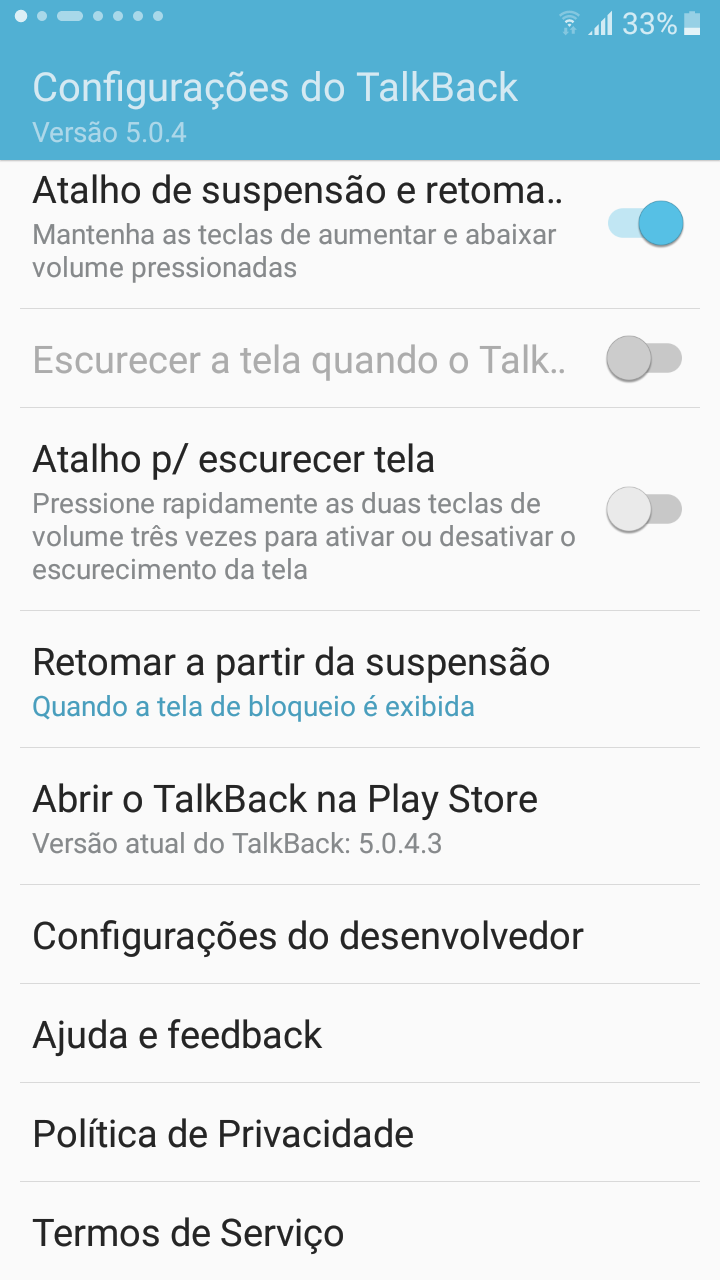 33%
Configurações do TalkBack
Versão 5.0.4
Atalho de suspensão e retoma..
Mantenha as teclas de aumentar e abaixar
volume pressionadas
Escurecer a tela quando o Talk..
Atalho p/ escurecer tela
Pressione rapidamente as duas teclas de
volume três vezes para ativar ou desativar o
escurecimento da tela
Retomar a partir da suspensão
Quando a tela de bloqueio é exibida
Abrir o TalkBack na Play Store
Versão atual do TalkBack: 5.0.4.3
Configurações do desenvolvedor
Ajuda e feedback
Política de Privacidade
Termos de Serviço